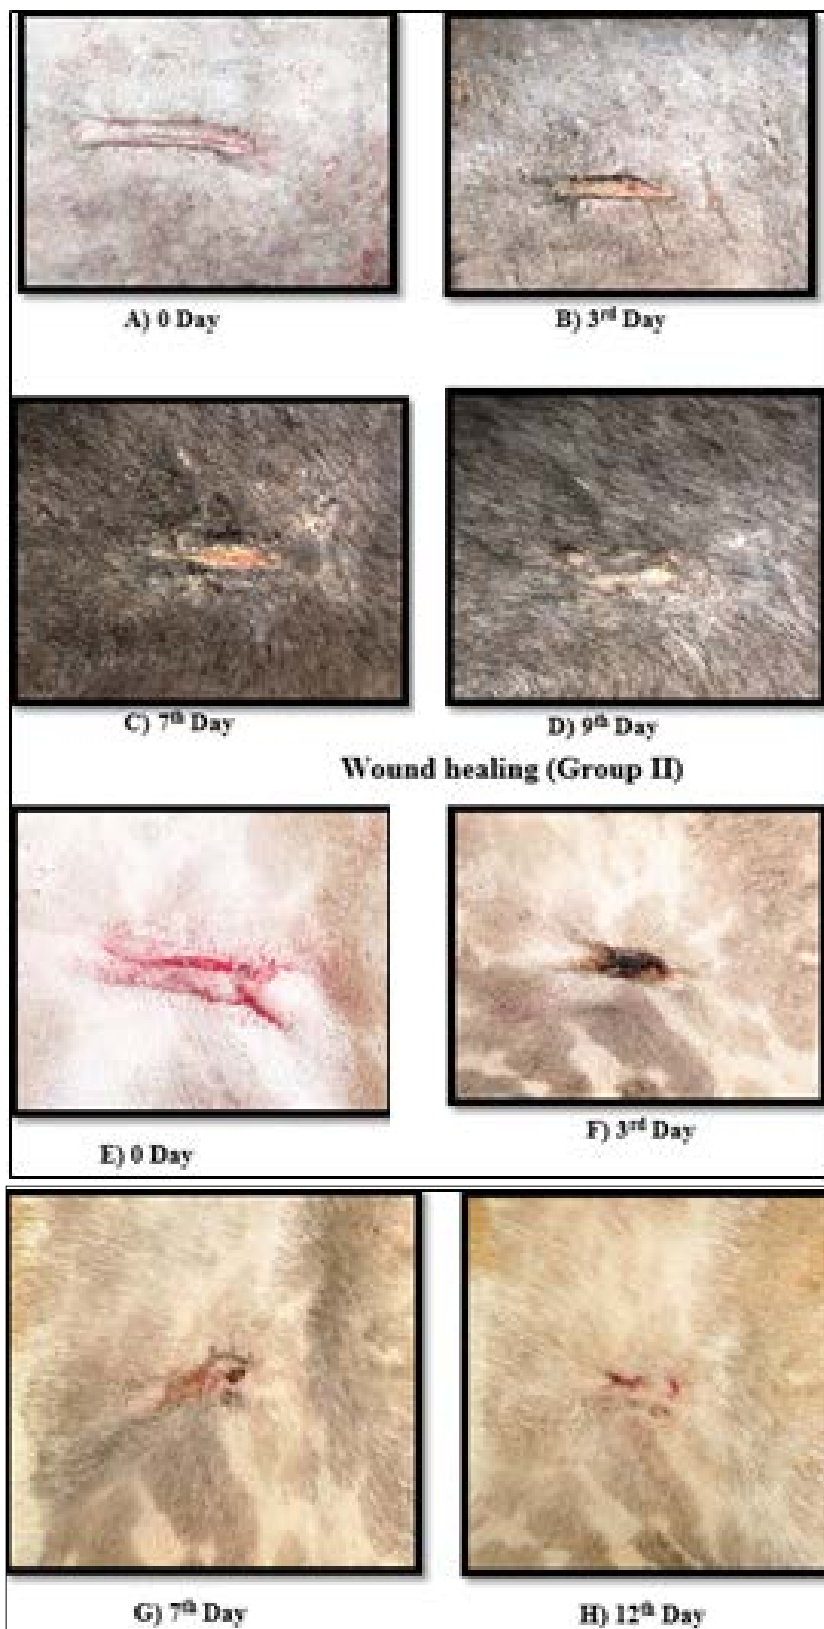 A) 0 Day
B) 3rd Day
C) 7th Day
D) 9th Day
Wound healing (Group II)
E) 0 Day
F) 3rd Day
G) 7th Day
H) 12th Day